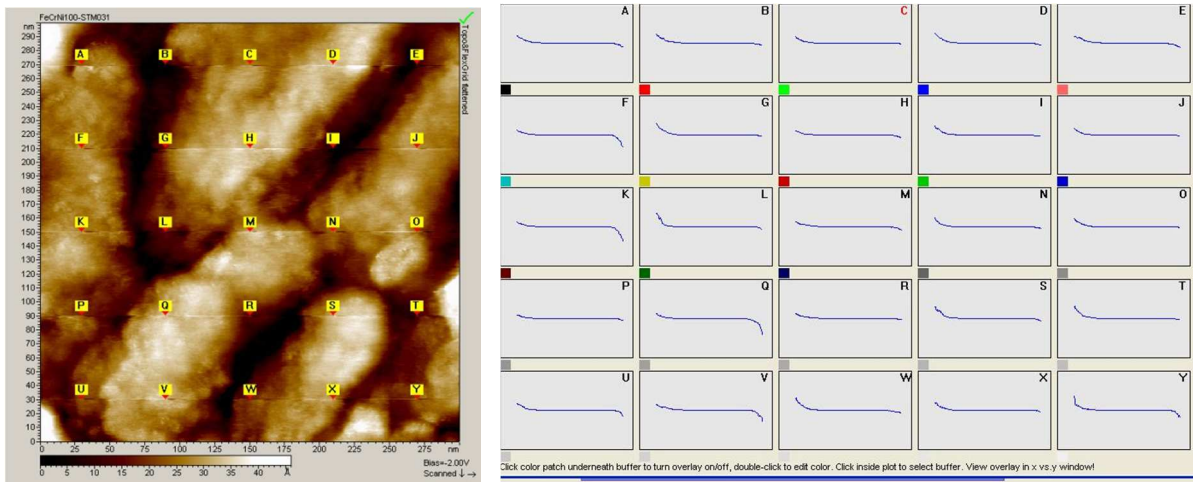 FeCrNi100-STM031
Topo&FlexGrid flattened
nm
290
280
270
260
250
240
230
220
210
200
190
180
170
160
150
140
130
120
110
100
90
80
70
60
50
40
30
20
10
0
A B C D E
F G H I J
K L M N O
P Q R S T
U V W X Y
0 25 50 75 100 125 150 175 200 225 250 nm
0 5 10 15 20 25 30 35 40 Å
Bias=-2.00V
Scanned ↓ →
A B C D E
F G H I J
K L M N O
P Q R S T
U V W X Y
Click color patch underneath buffer to turn overlay on/off, double-click to edit color. Click inside plot to select buffer. View overlay in x vs.y window!